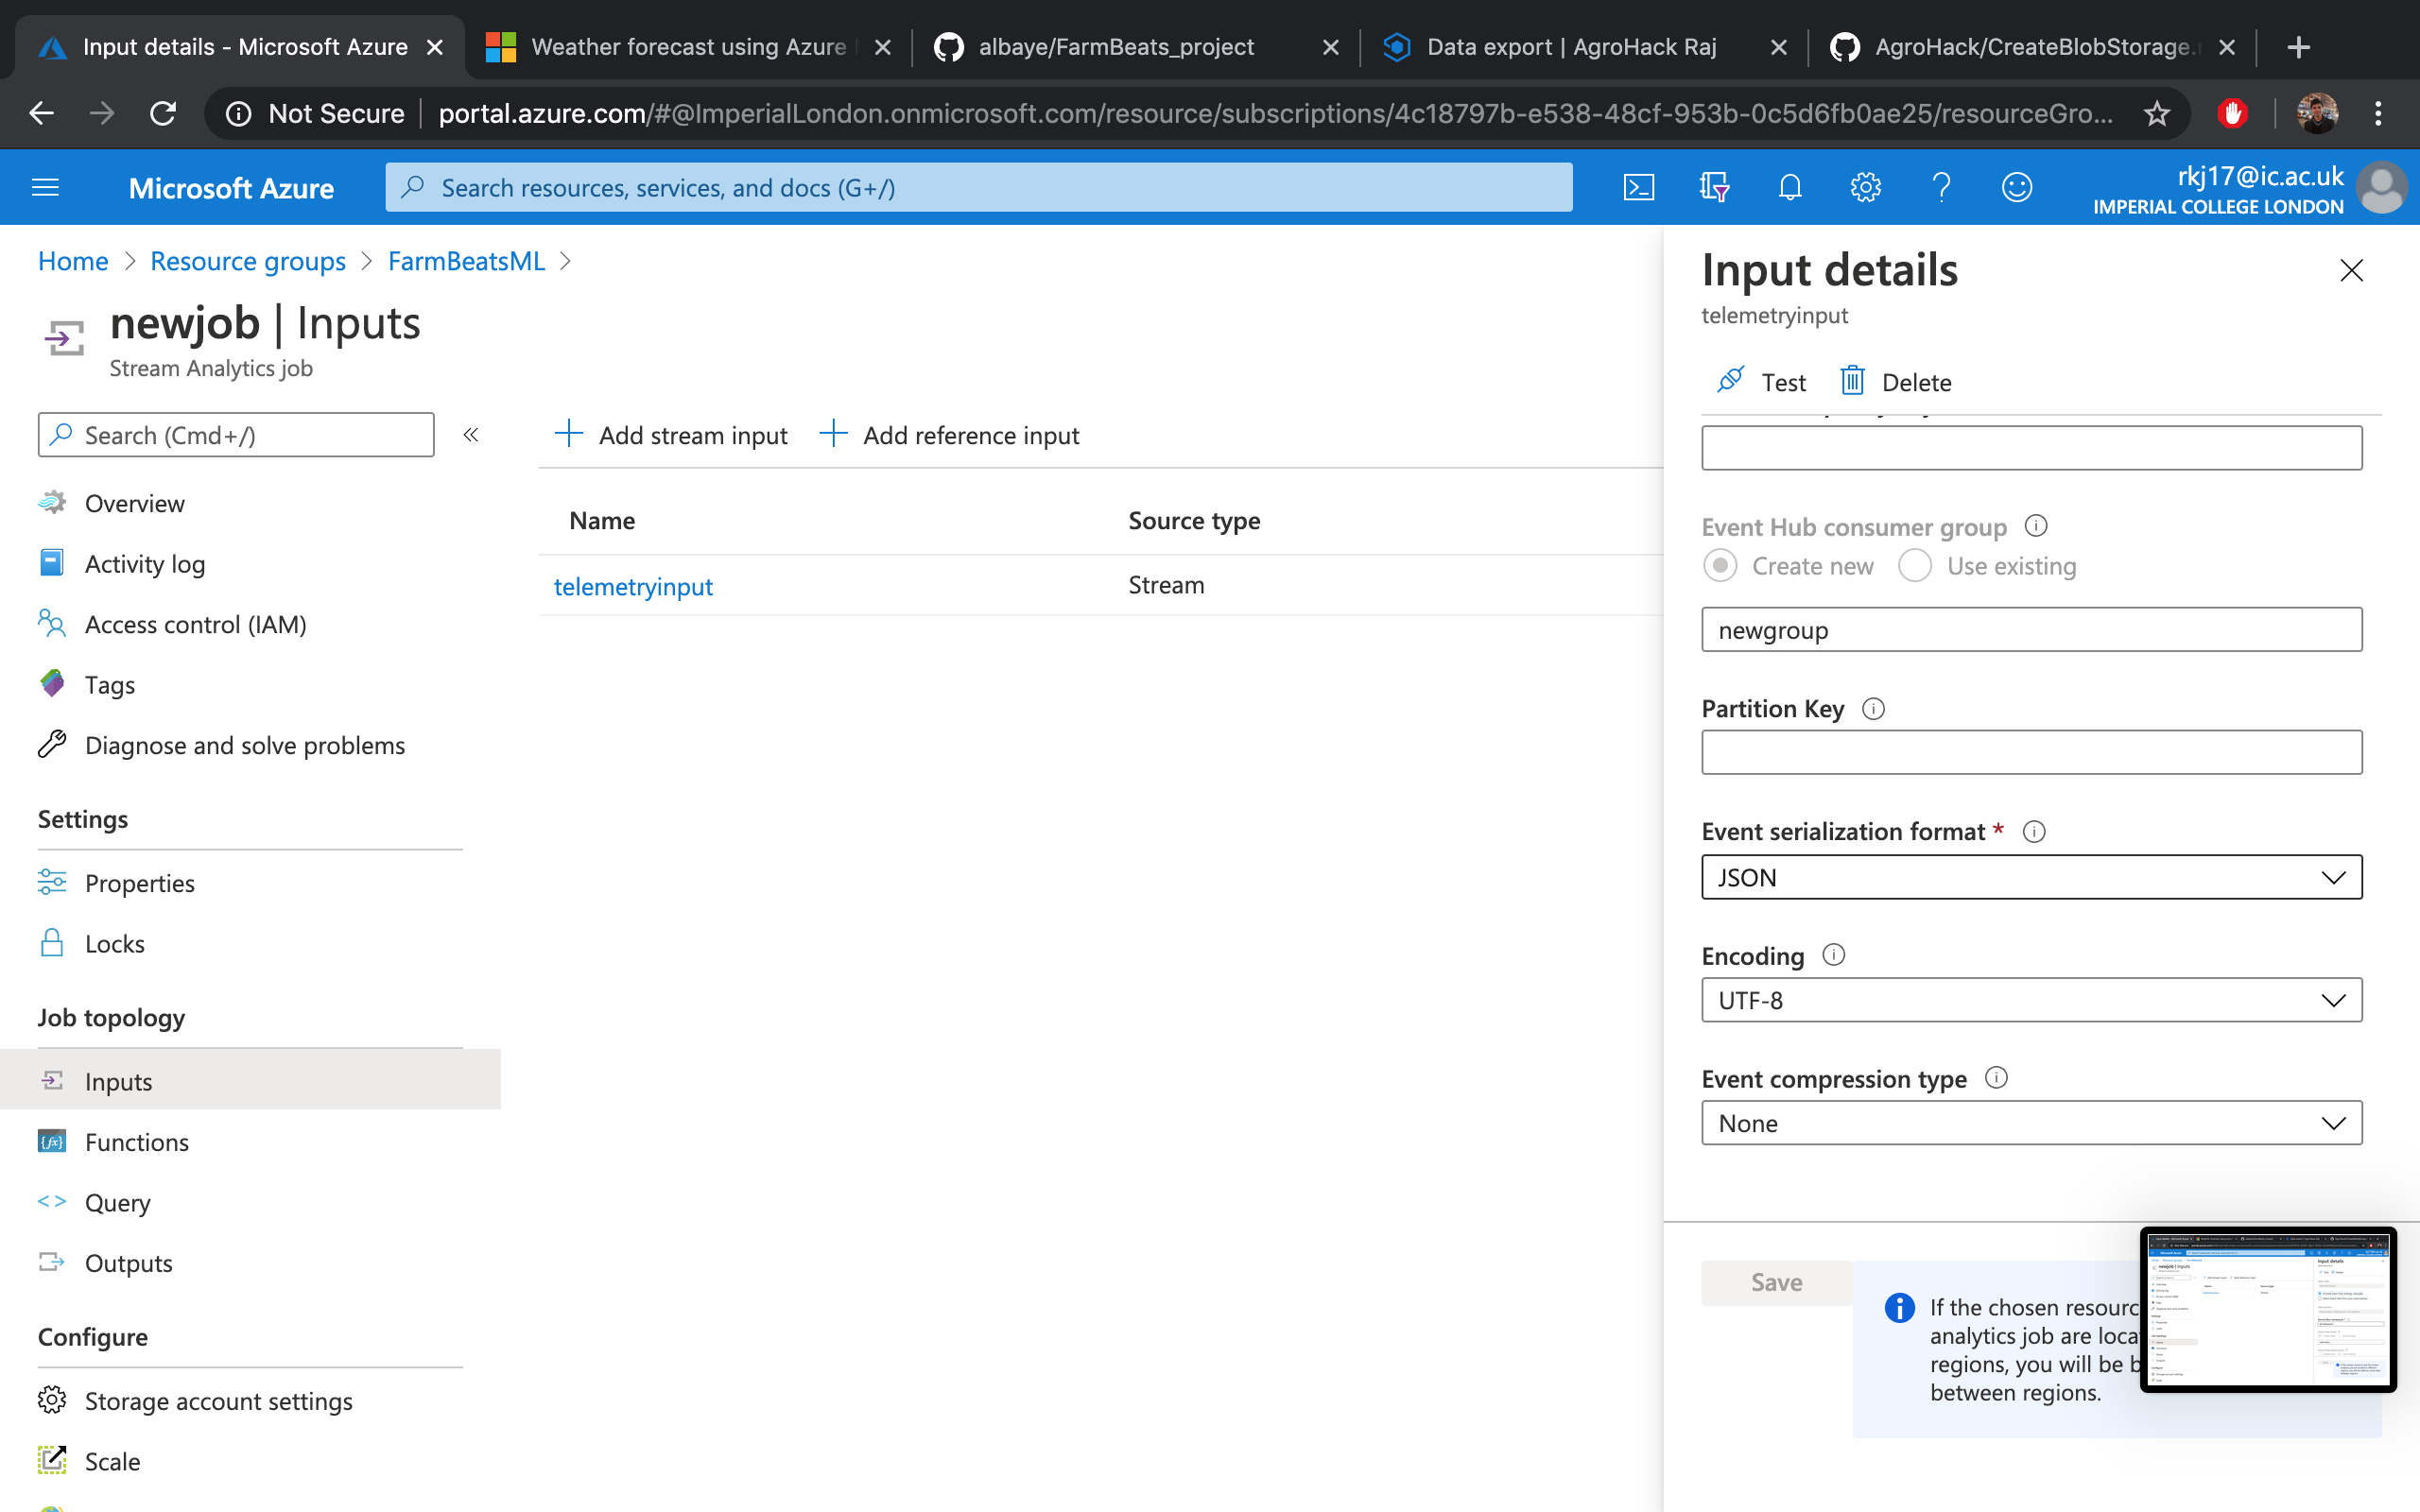 Input details - Microsoft Azure
Weather forecast using Azure
albaye/FarmBeats_project
Data export | AgroHack Raj
AgroHack/CreateBlobStorage.
Not Secure
portal.azure.com/#@ImperialLondon.onmicrosoft.com/resource/subscriptions/4c18797b-e538-48cf-953b-0c5d6fb0ae25/resourceGro...
Microsoft Azure
Search resources, services, and docs (G+/)
rkj17@ic.ac.uk
IMPERIAL COLLEGE LONDON
Home > Resource groups > FarmBeatsML >
newjob | Inputs
Stream Analytics job
Search (Cmd+/)
«
Overview
Activity log
Access control (IAM)
Tags
Diagnose and solve problems
Settings
Properties
Locks
Job topology
Inputs
Functions
Query
Outputs
Configure
Storage account settings
Scale
Add stream input
Add reference input
Name Source type
telemetryinput Stream
Input details
telemetryinput
Test Delete
Event Hub consumer group
Create new Use existing
newgroup
Partition Key
Event serialization format *
JSON
Encoding
UTF-8
Event compression type
None
Save
If the chosen resourc
analytics job are loca
regions, you will be b
between regions.